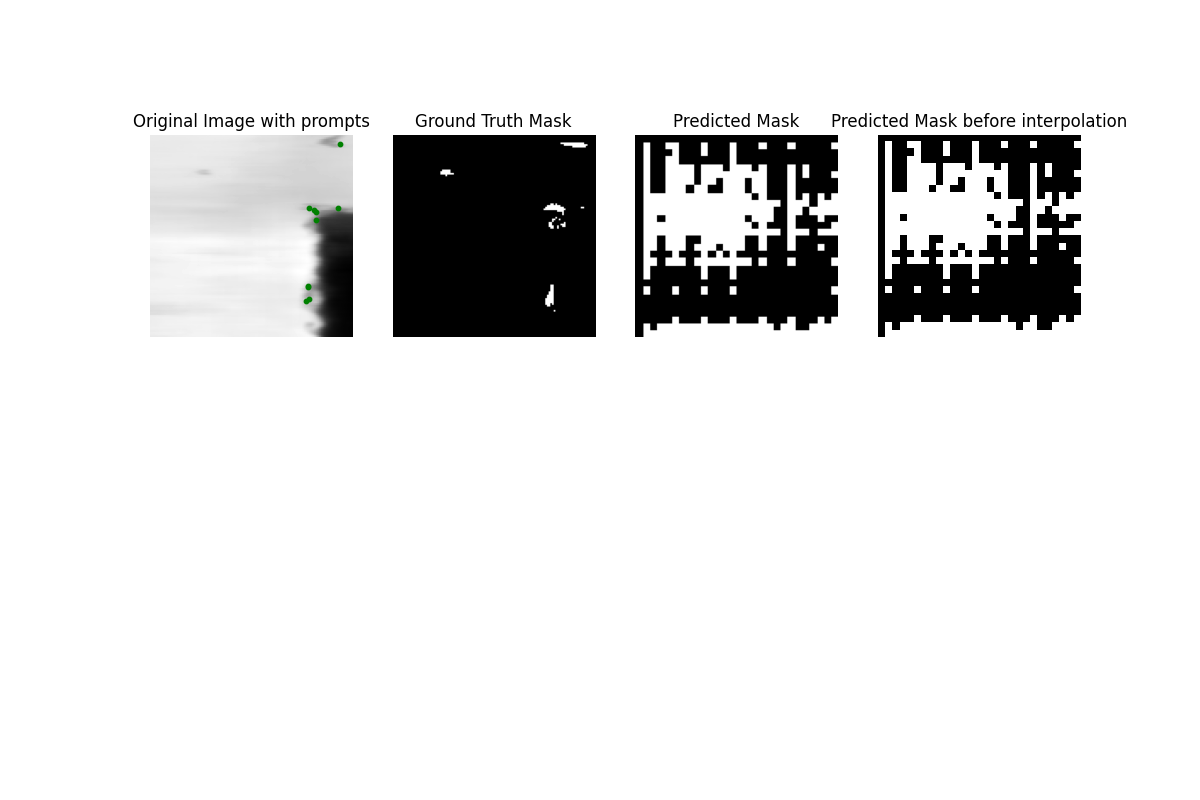 Original Image with prompts
Ground Truth Mask
Predicted Mask
Predicted Mask before interpolation